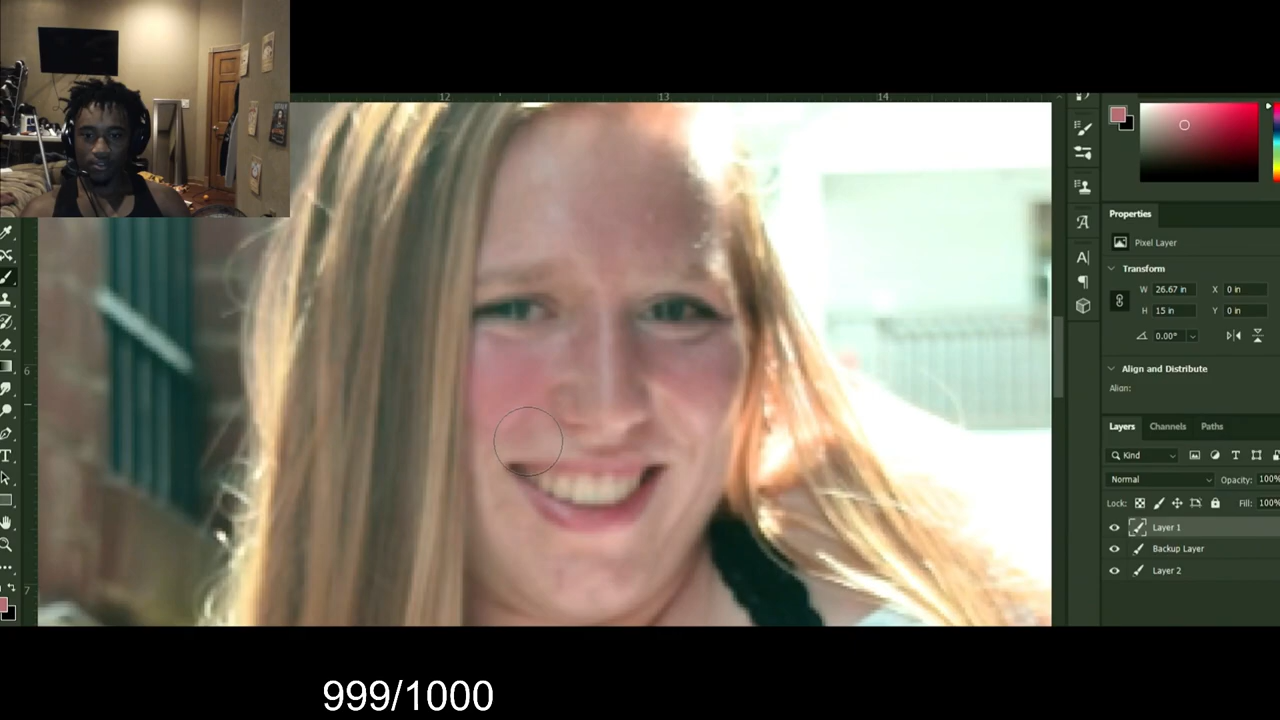 12
13
14
6
7
Properties
Pixel Layer
Transform
W 26.67 in X 0 in
H 15 in Y 0 in
0.00°
Align and Distribute
Align:
Layers Channels Paths
Kind
Normal Opacity: 100%
Lock: Fill: 100%
Layer 1
Backup Layer
Layer 2
999/1000